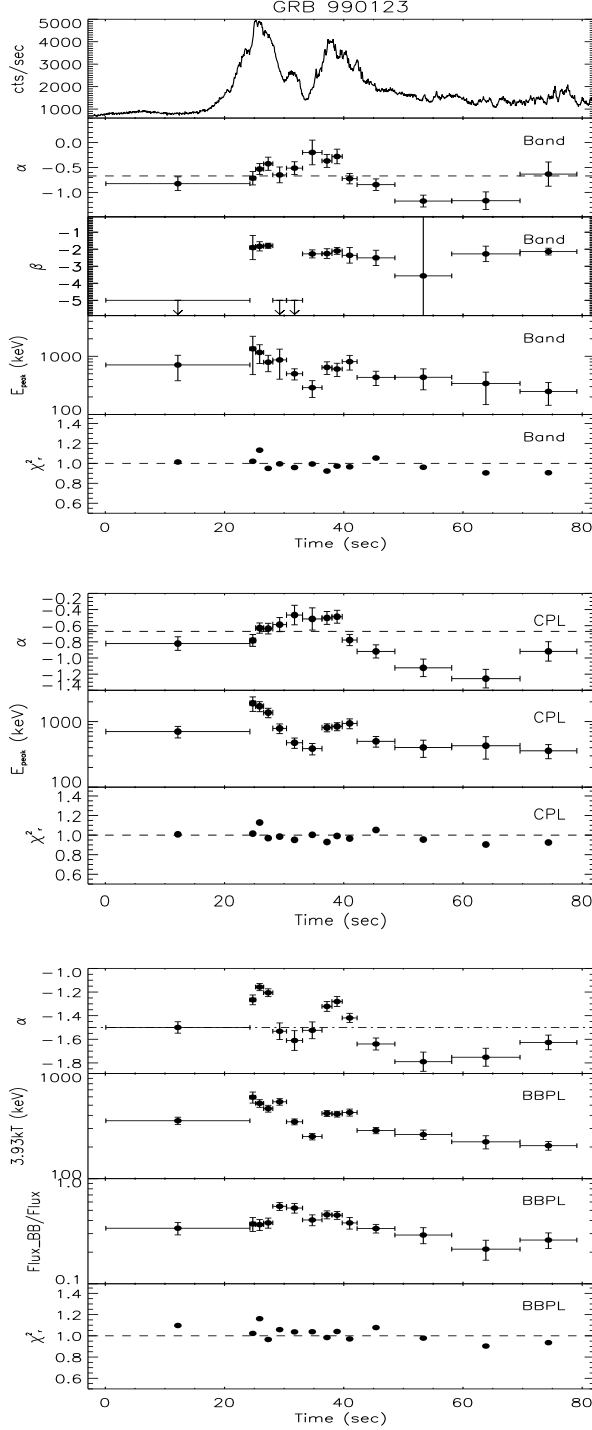 GRB 990123
5000
4000
3000
2000
1000
cts/sec
0.0
−0.5
−1.0
α
Band
−1
−2
−3
−4
−5
β
Band
1000
100
E_peak (keV)
Band
1.4
1.2
1.0
0.8
0.6
χ²_r
Band
0 20 40 60 80
Time (sec)
−0.2
−0.4
−0.6
−0.8
−1.0
−1.2
−1.4
α
CPL
1000
100
E_peak (keV)
CPL
1.4
1.2
1.0
0.8
0.6
χ²_r
CPL
0 20 40 60 80
Time (sec)
−1.0
−1.2
−1.4
−1.6
−1.8
α
BBPL
1000
100
3.93kT (keV)
BBPL
1.0
0.1
Flux_BB/Flux
BBPL
1.4
1.2
1.0
0.8
0.6
χ²_r
BBPL
0 20 40 60 80
Time (sec)